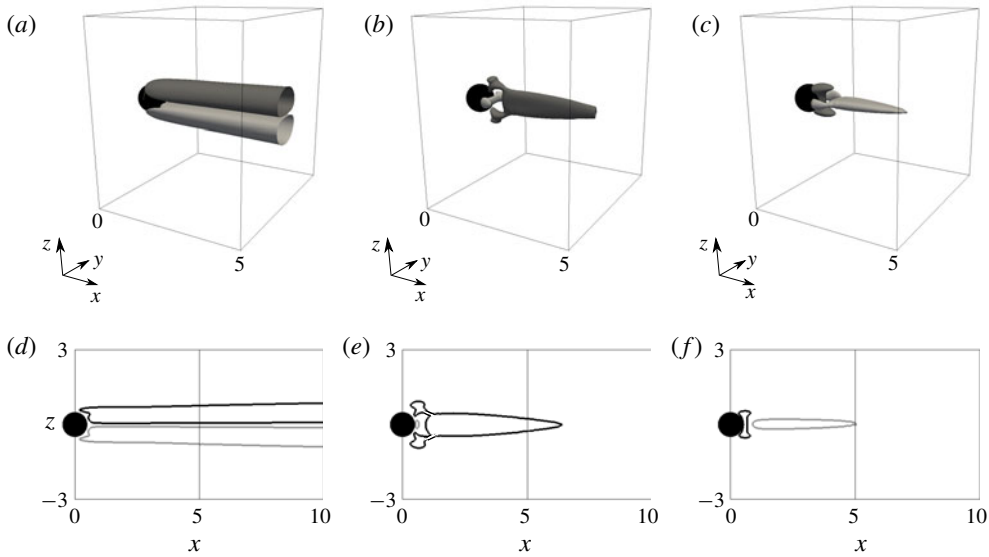 (a) (b) (c)
0 0 0
5 5 5
z y x z y x z y x
(d) 3 (e) 3 (f) 3
z
−3 −3 −3
0 5 10 0 5 10 0 5 10
x x x